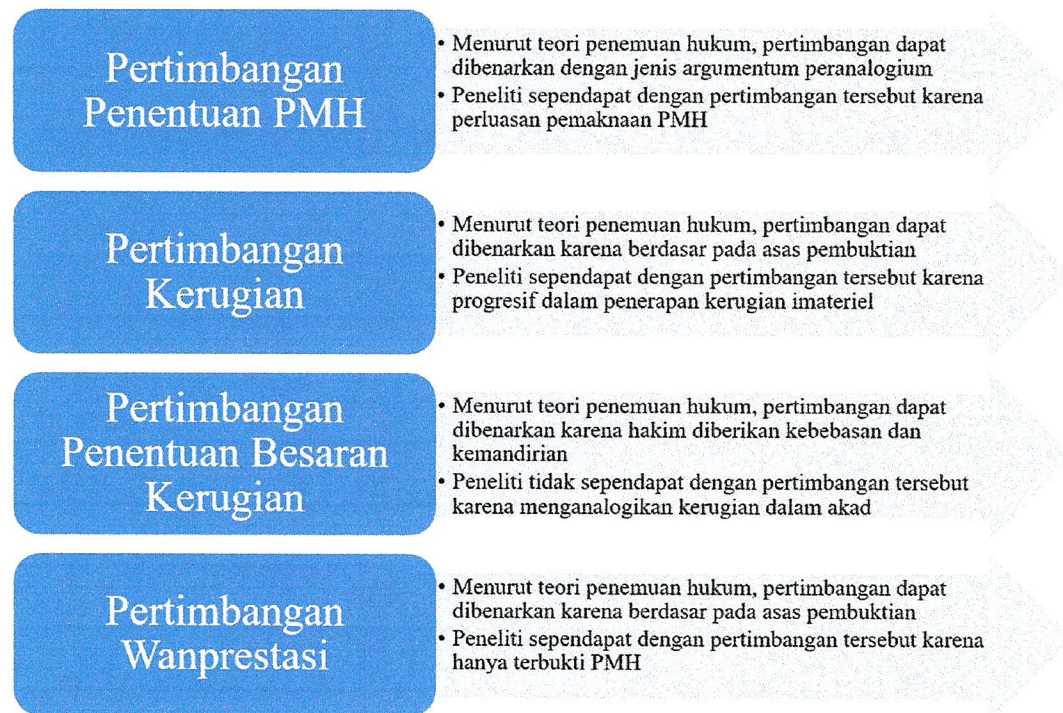 Pertimbangan
Penentuan PMH
• Menurut teori penemuan hukum, pertimbangan dapat
dibenarkan dengan jenis argumentum peranalogium
• Peneliti sependapat dengan pertimbangan tersebut karena
perluasan pemaknaan PMH
Pertimbangan
Kerugian
• Menurut teori penemuan hukum, pertimbangan dapat
dibenarkan karena berdasar pada asas pembuktian
• Peneliti sependapat dengan pertimbangan tersebut karena
progresif dalam penerapan kerugian imateriel
Pertimbangan
Penentuan Besaran
Kerugian
• Menurut teori penemuan hukum, pertimbangan dapat
dibenarkan karena hakim diberikan kebebasan dan
kemandirian
• Peneliti tidak sependapat dengan pertimbangan tersebut
karena menganalogikan kerugian dalam akad
Pertimbangan
Wanprestasi
• Menurut teori penemuan hukum, pertimbangan dapat
dibenarkan karena berdasar pada asas pembuktian
• Peneliti sependapat dengan pertimbangan tersebut karena
hanya terbukti PMH